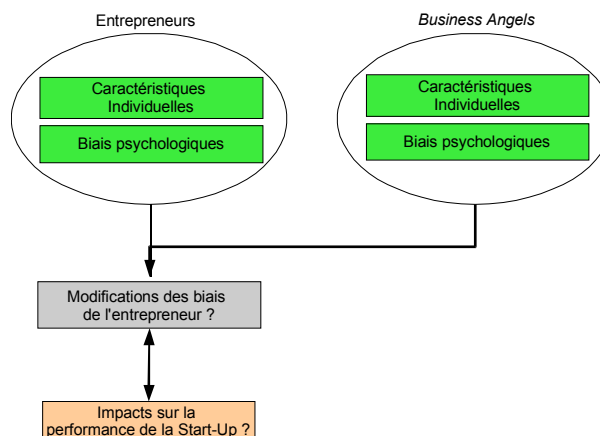 Entrepreneurs
Business Angels
Caractéristiques
Individuelles
Biais psychologiques
Caractéristiques
Individuelles
Biais psychologiques
Modifications des biais
de l'entrepreneur ?
Impacts sur la
performance de la Start-Up ?